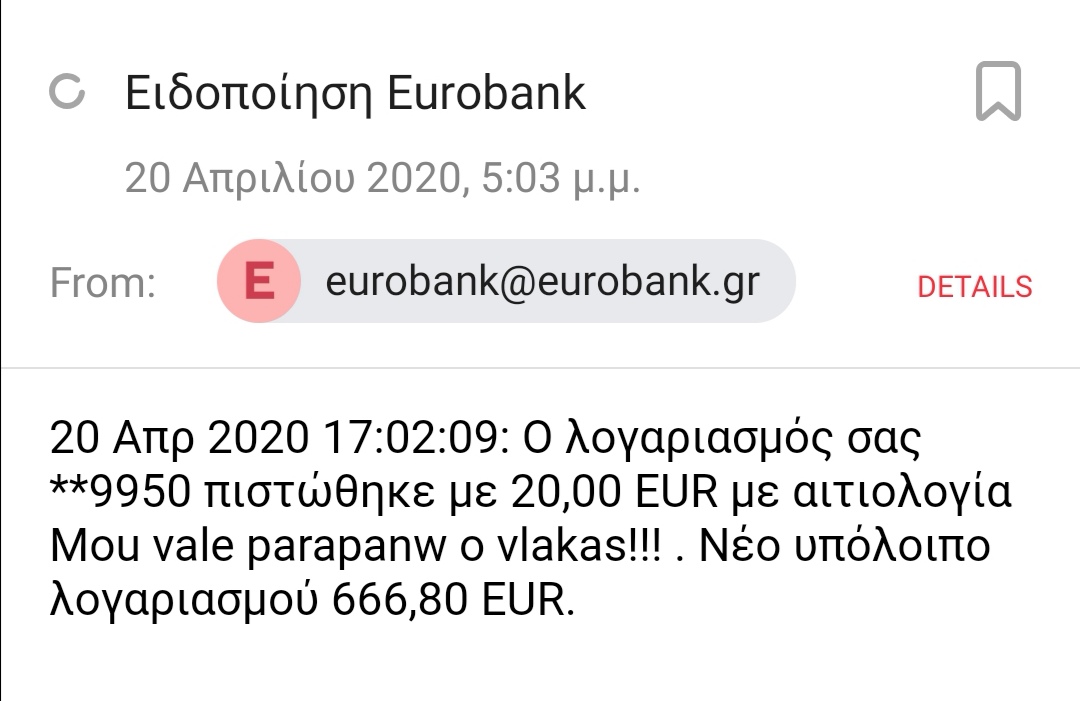 Ειδοποίηση Eurobank
20 Απριλίου 2020, 5:03 μ.μ.
From: E eurobank@eurobank.gr DETAILS
20 Απρ 2020 17:02:09: Ο λογαριασμός σας
**9950 πιστώθηκε με 20,00 EUR με αιτιολογία
Mou vale parapanw o vlakas!!! . Νέο υπόλοιπο
λογαριασμού 666,80 EUR.